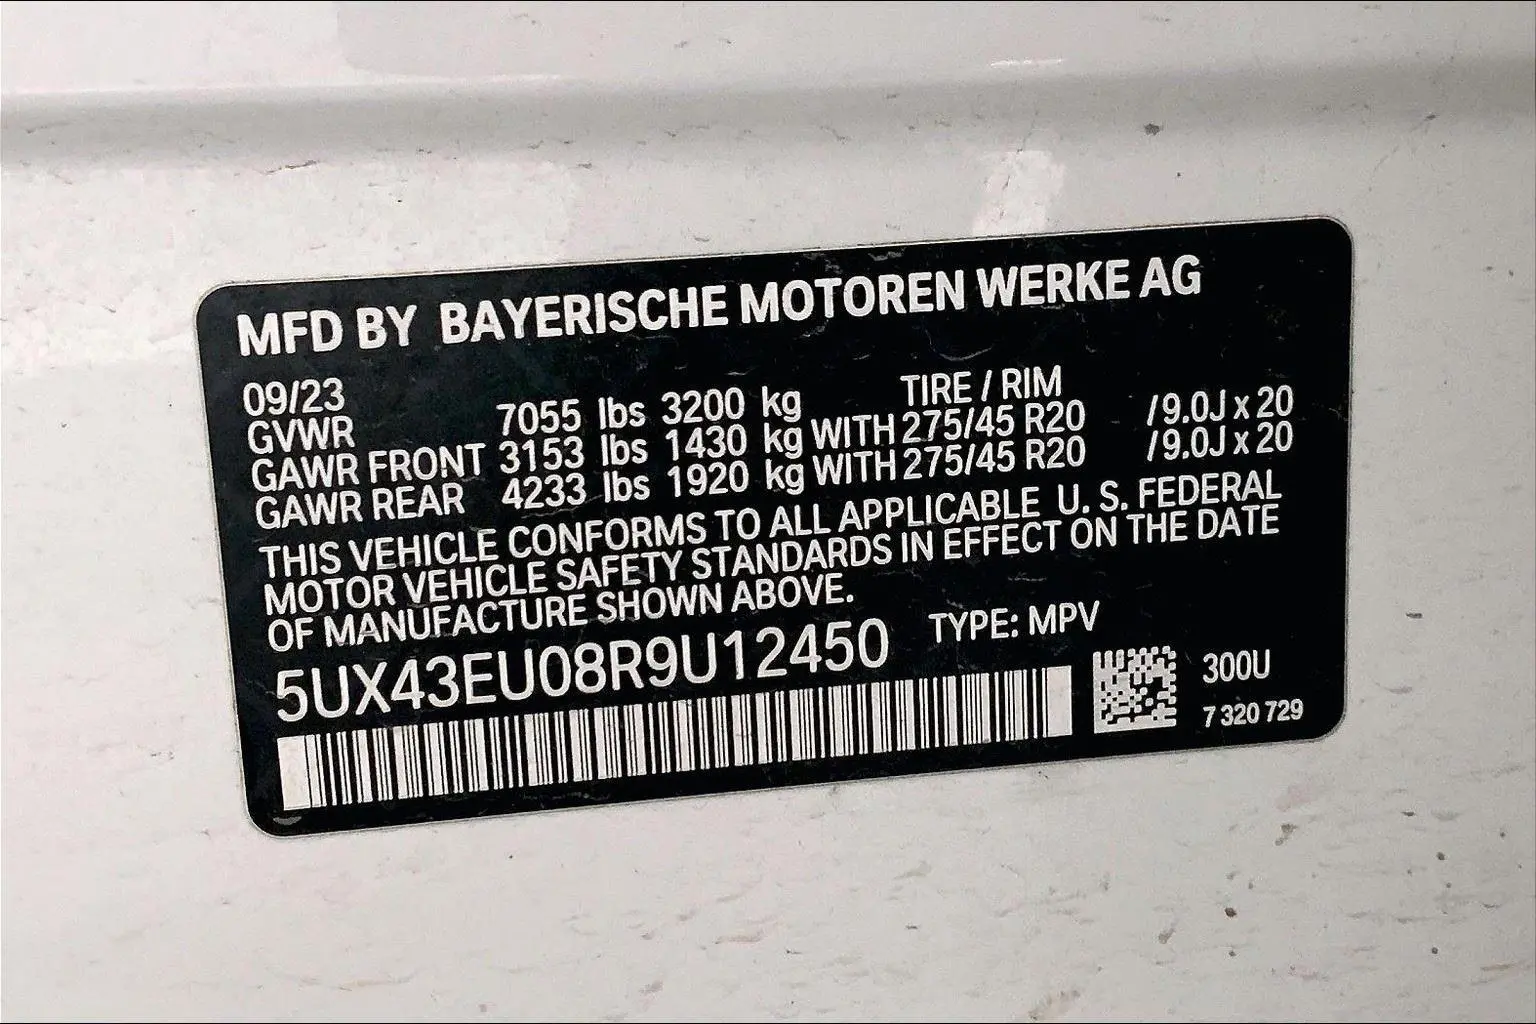 MFD BY BAYERISCHE MOTOREN WERKE AG
09/23 TIRE / RIM
GVWR 7055 lbs 3200 kg
GAWR FRONT 3153 lbs 1430 kg WITH 275/45 R20 /9.0J x 20
GAWR REAR 4233 lbs 1920 kg WITH 275/45 R20 /9.0J x 20
THIS VEHICLE CONFORMS TO ALL APPLICABLE U. S. FEDERAL
MOTOR VEHICLE SAFETY STANDARDS IN EFFECT ON THE DATE
OF MANUFACTURE SHOWN ABOVE.
5UX43EU08R9U12450 TYPE: MPV
300U
7 320 729